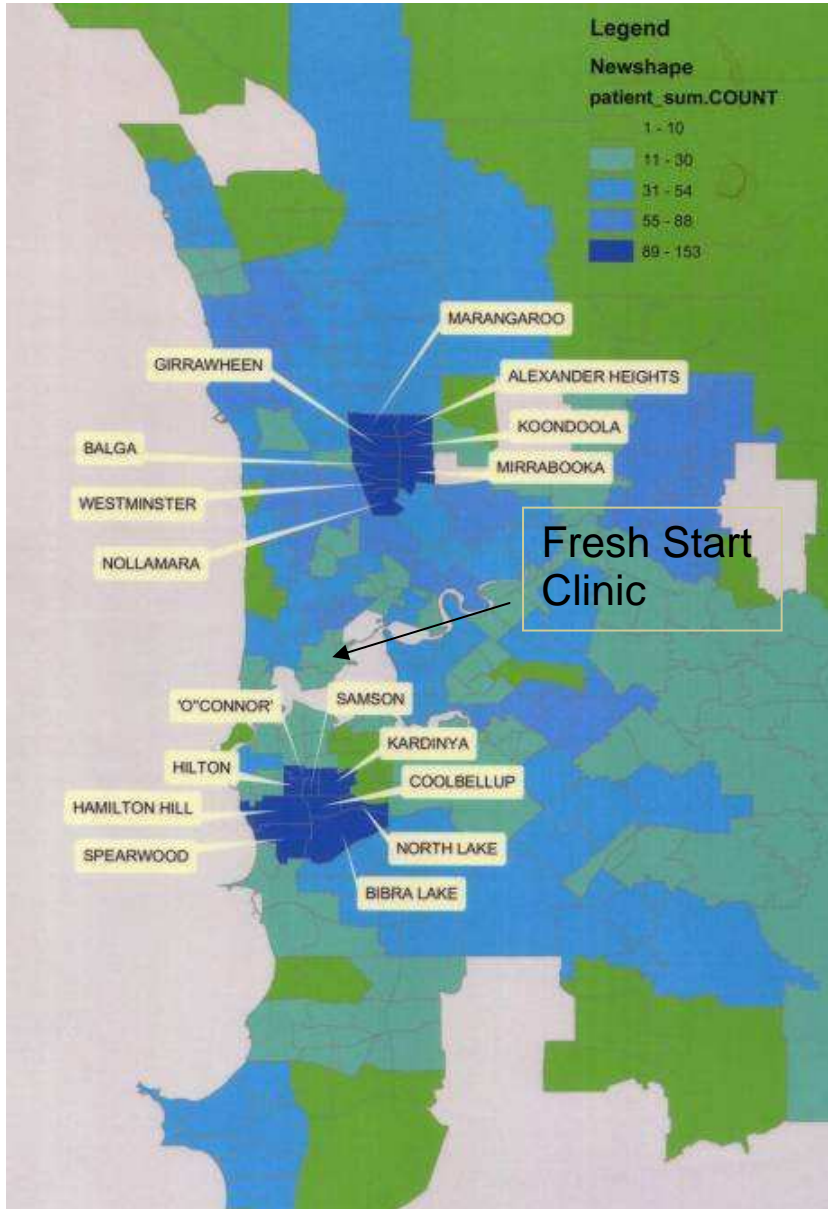 Legend
Newshape
patient_sum.COUNT
1 - 10
11 - 30
31 - 54
55 - 88
89 - 153
MARANGAROO
GIRRAWHEEN
ALEXANDER HEIGHTS
KOONDOOLA
BALGA
MIRRABOOKA
WESTMINSTER
Fresh Start
Clinic
NOLLAMARA
'O"CONNOR'
SAMSON
KARDINYA
HILTON
COOLBELLUP
HAMILTON HILL
NORTH LAKE
SPEARWOOD
BIBRA LAKE